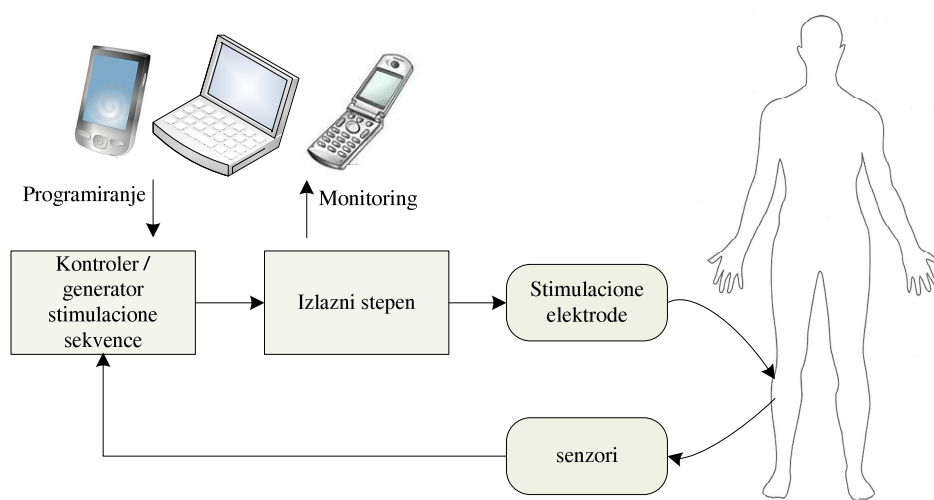 Programiranje
Monitoring
Kontroler /
generator
stimulacione
sekvence
Izlazni stepen
Stimulacione
elektrode
senzori